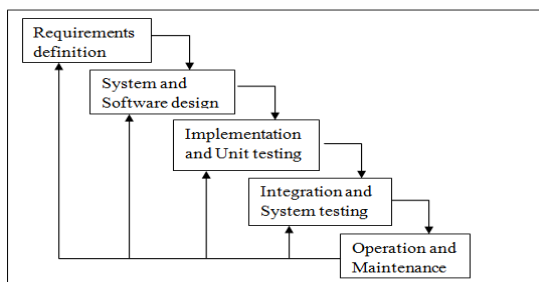 Requirements
definition
System and
Software design
Implementation
and Unit testing
Integration and
System testing
Operation and
Maintenance